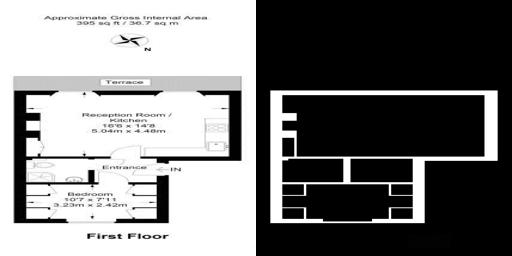 Approximate Gross Internal Area
395 sq ft / 36.7 sq m
N
Terrace
Reception Room /
Kitchen
16'6 x 14'8
5.04m x 4.48m
Entrance
IN
Bedroom
10'7 x 7'11
3.23m x 2.42m
First Floor